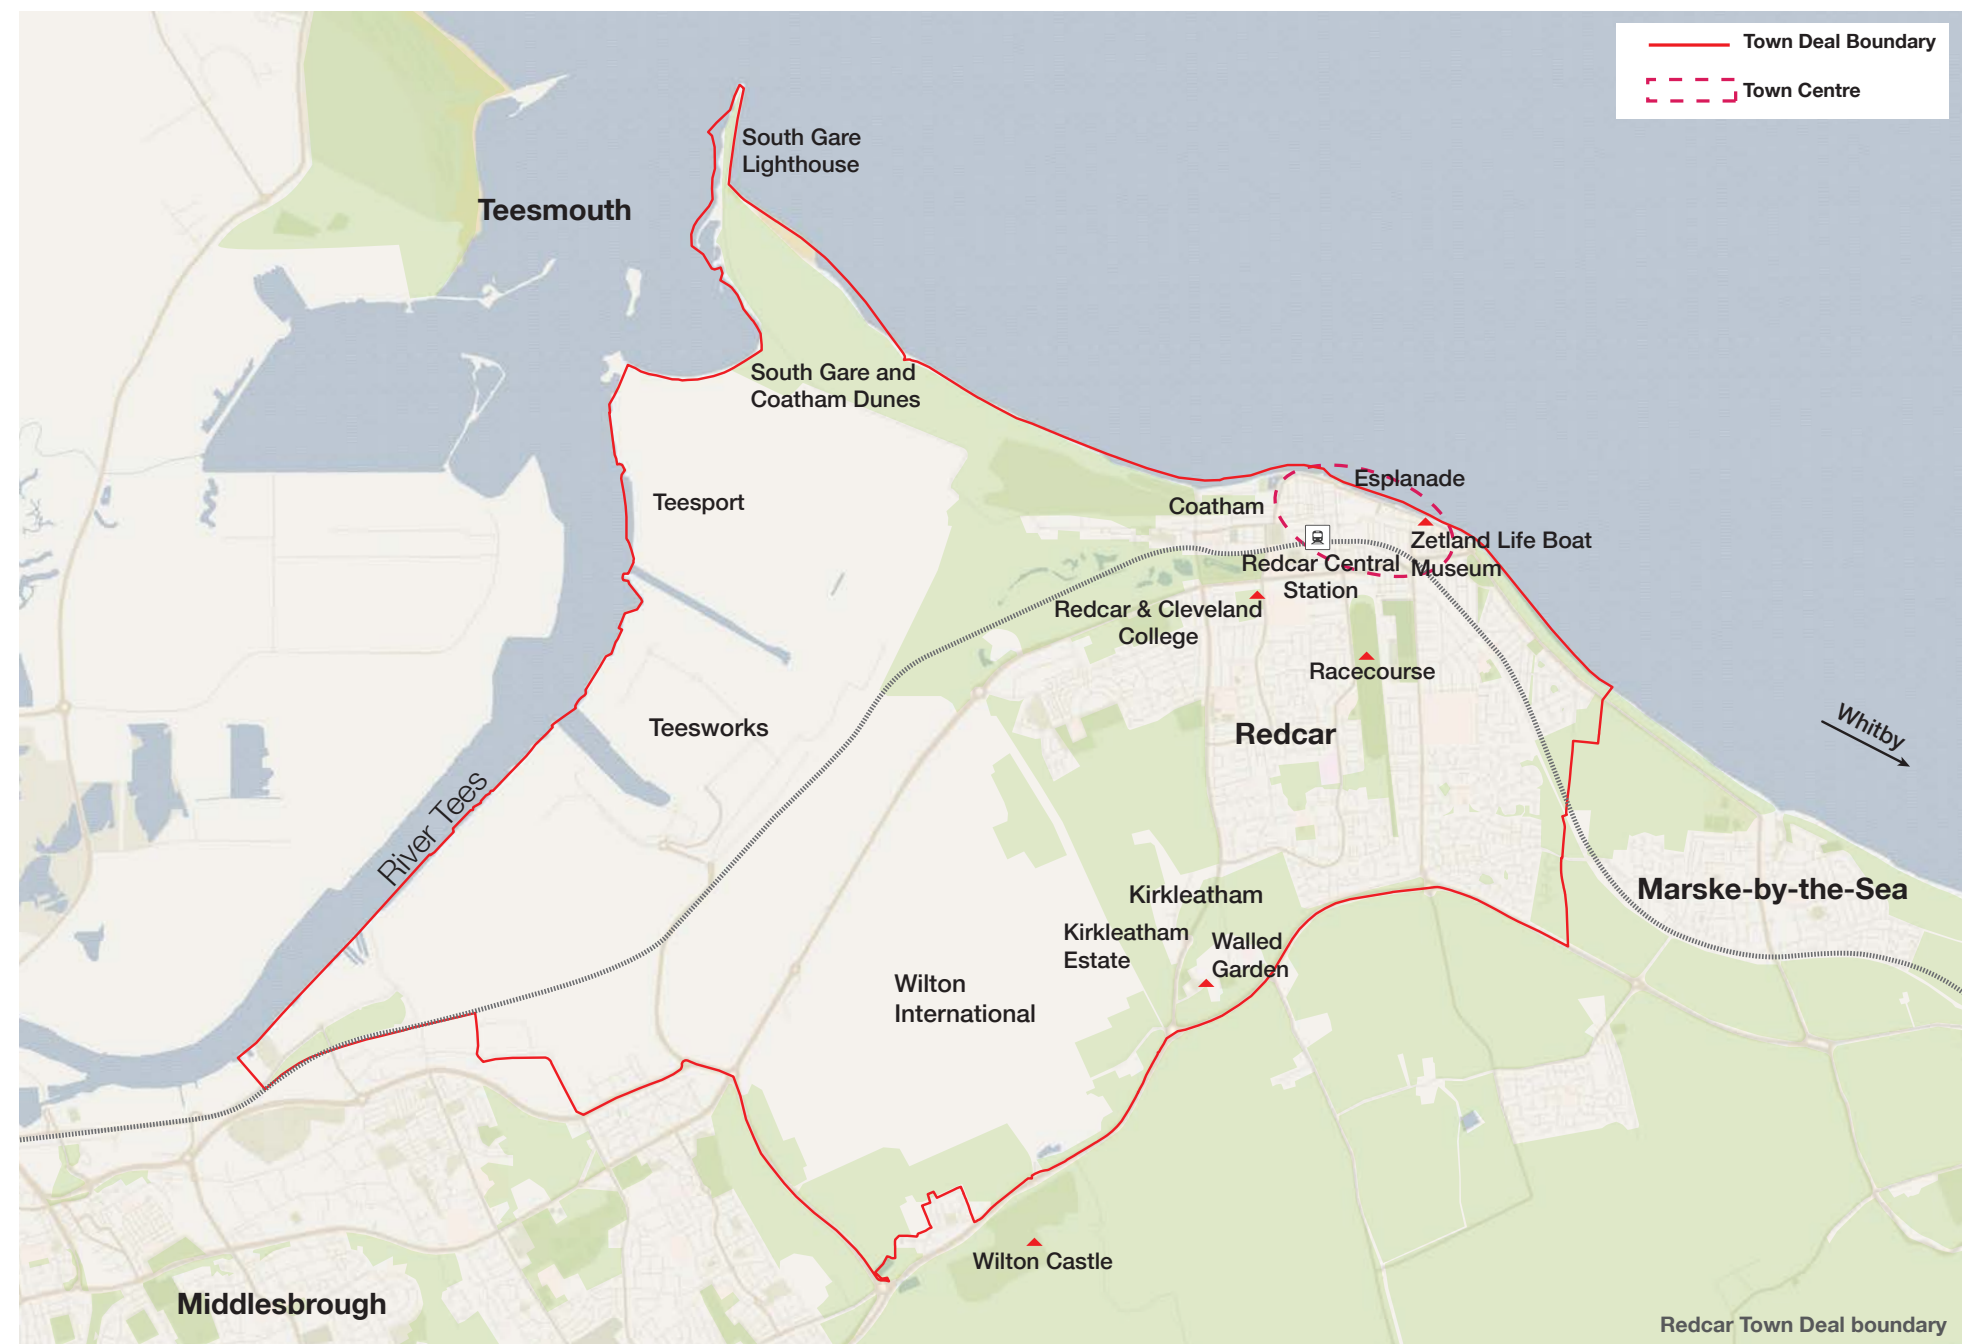 Town Deal Boundary
Town Centre
South Gare
Lighthouse
Teesmouth
South Gare and
Coatham Dunes
Teesport
Esplanade
Coatham
Zetland Life Boat
Museum
Redcar Central
Station
Redcar & Cleveland
College
Racecourse
Teesworks
Redcar
Whitby
River Tees
Marske-by-the-Sea
Kirkleatham
Kirkleatham
Estate
Walled
Garden
Wilton
International
Wilton Castle
Middlesbrough
Redcar Town Deal boundary